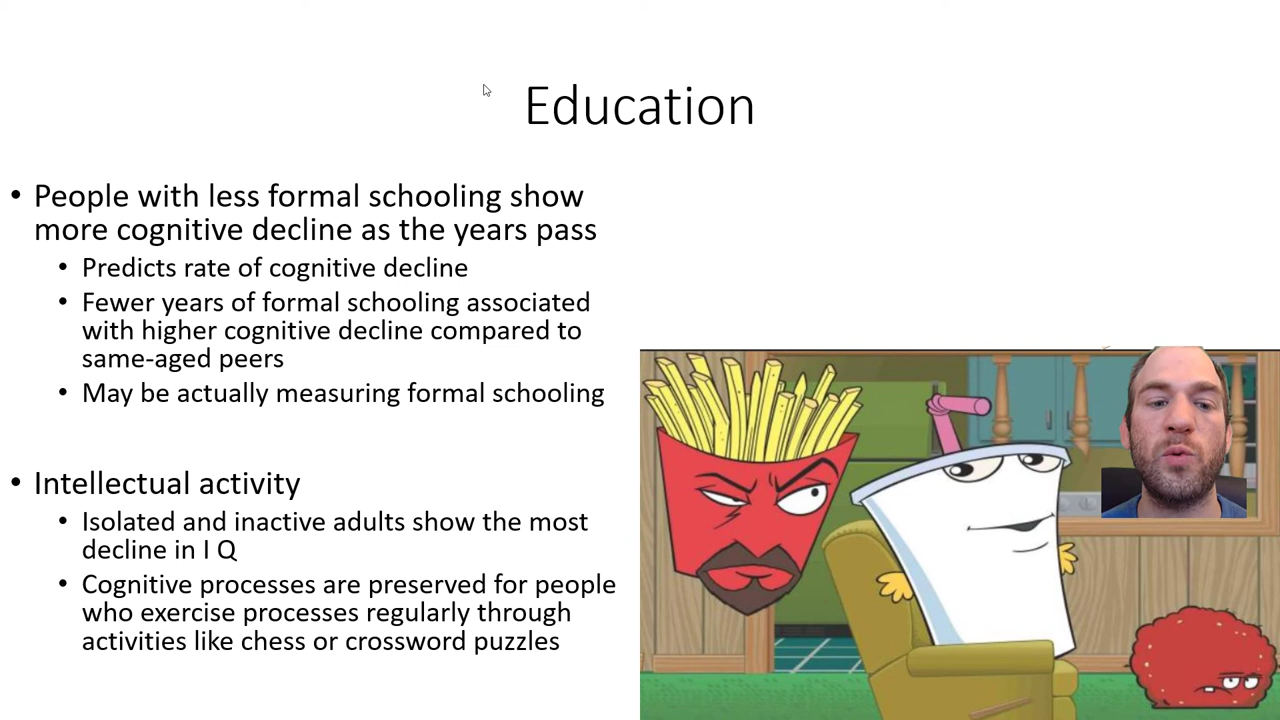 Education
• People with less formal schooling show
more cognitive decline as the years pass
• Predicts rate of cognitive decline
• Fewer years of formal schooling associated
with higher cognitive decline compared to
same-aged peers
• May be actually measuring formal schooling
• Intellectual activity
• Isolated and inactive adults show the most
decline in I Q
• Cognitive processes are preserved for people
who exercise processes regularly through
activities like chess or crossword puzzles